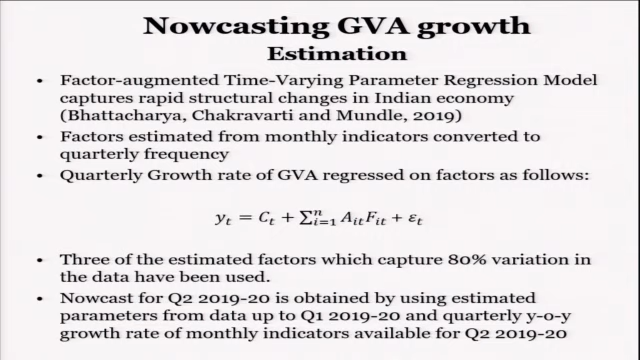 Nowcasting GVA growth
Estimation
• Factor-augmented Time-Varying Parameter Regression Model
captures rapid structural changes in Indian economy
(Bhattacharya, Chakravarti and Mundle, 2019)
• Factors estimated from monthly indicators converted to
quarterly frequency
• Quarterly Growth rate of GVA regressed on factors as follows:
$y_t = C_t + \sum_{i=1}^{n} A_{it}F_{it} + \varepsilon_t$
• Three of the estimated factors which capture 80% variation in
the data have been used.
• Nowcast for Q2 2019-20 is obtained by using estimated
parameters from data up to Q1 2019-20 and quarterly y-o-y
growth rate of monthly indicators available for Q2 2019-20